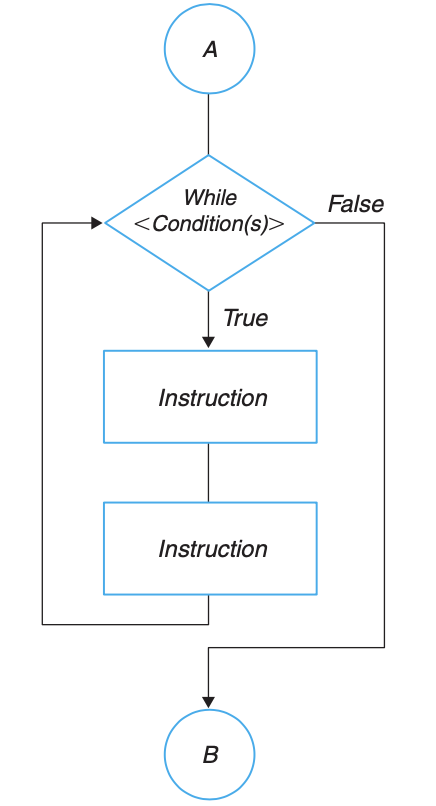 A
While
<Condition(s)>
False
True
Instruction
Instruction
B